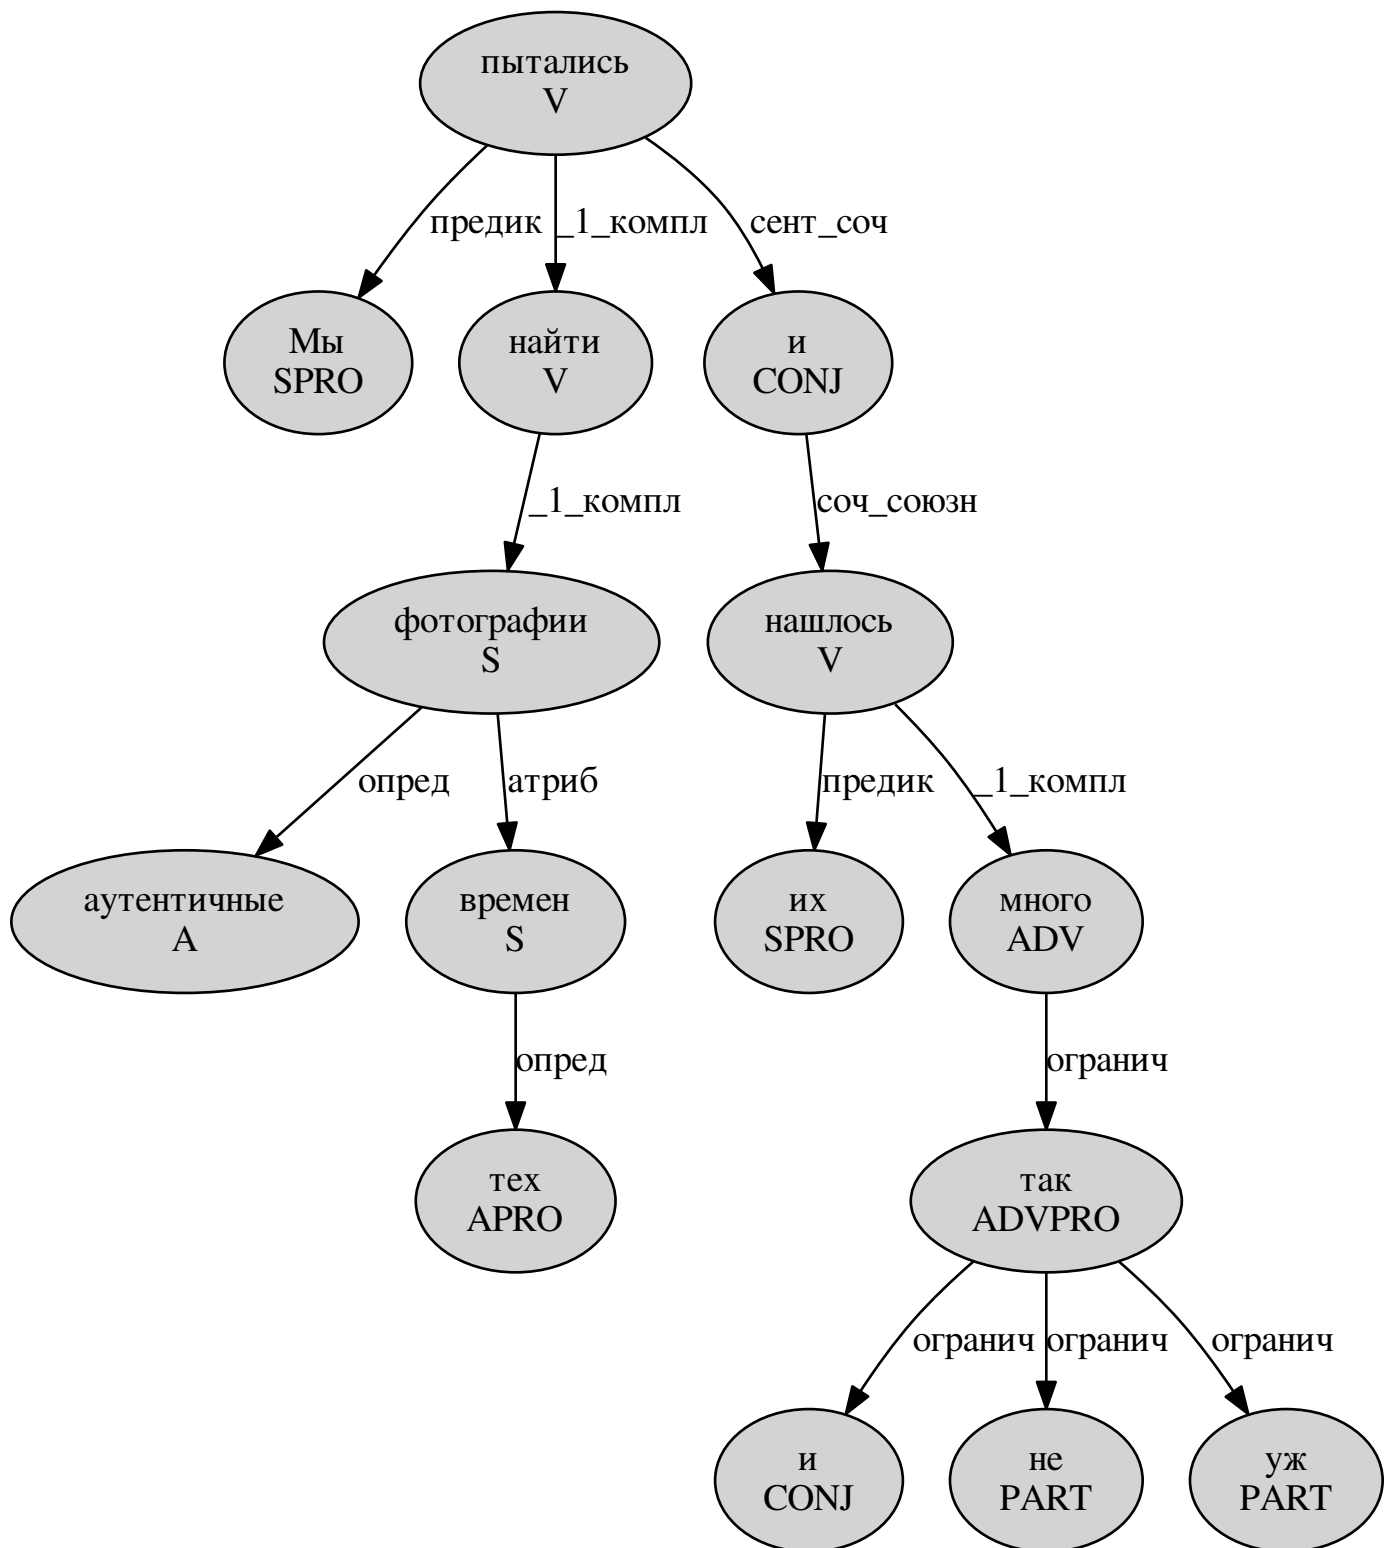 пытались
V
предик
_1_компл
сент_соч
Мы
SPRO
найти
V
и
CONJ
_1_компл
соч_союзн
фотографии
S
нашлось
V
опред
атриб
предик
_1_компл
аутентичные
A
времен
S
их
SPRO
много
ADV
опред
огранич
тех
APRO
так
ADVPRO
огранич
огранич
огранич
и
CONJ
не
PART
уж
PART